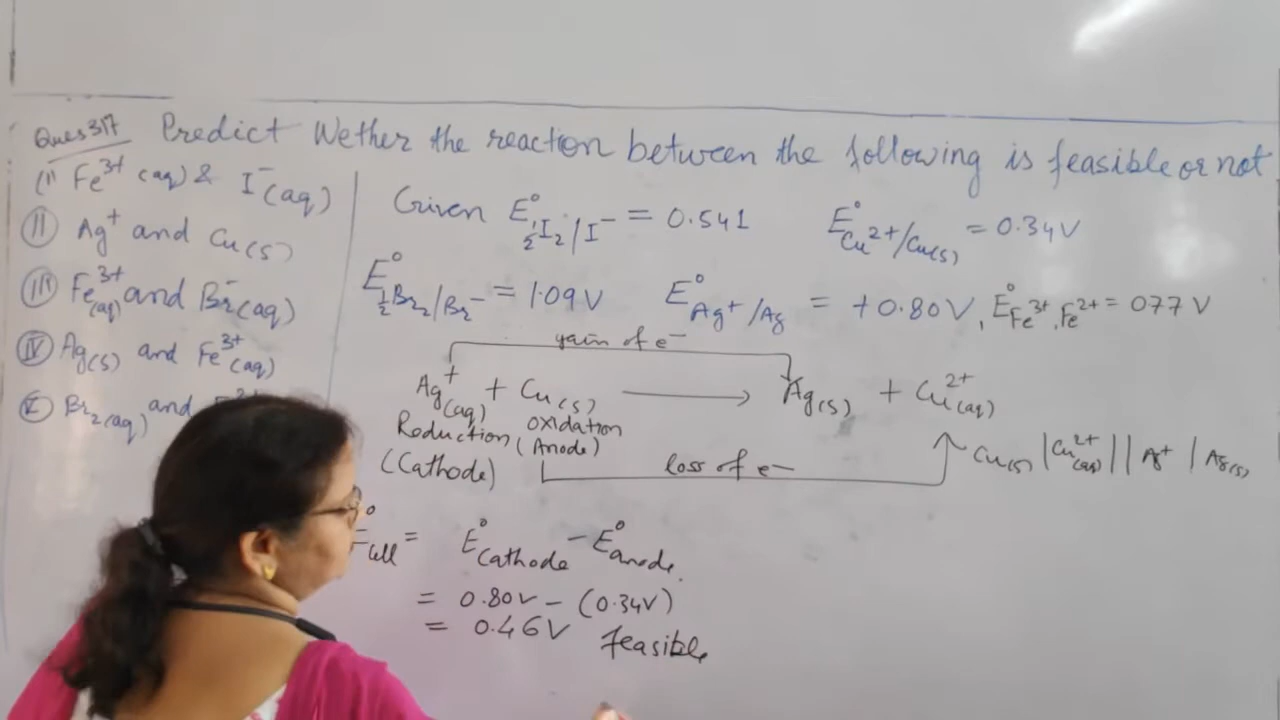 Ques 317 Predict Wether the reaction between the following is feasible or not
(I) Fe³⁺ (aq) & I⁻(aq)
(II) Ag⁺ and Cu(s)
(III) Fe³⁺(aq) and Br⁻(aq)
(IV) Ag(s) and Fe³⁺(aq)
Br₂(aq) and
Given E°½I₂/I⁻ = 0.541 E°Cu²⁺/Cu(s) = 0.34V
E°½Br₂/Br⁻ = 1.09V E°Ag⁺/Ag = +0.80V, E°Fe³⁺,Fe²⁺ = 077 V
gain of e⁻
Ag⁺(aq) + Cu(s) ⟶ Ag(s) + Cu²⁺(aq)
Reduction oxidation
(Cathode) (Anode)
loss of e⁻
Cu(s) | Cu²⁺(aq) || Ag⁺ | Ag(s)
E°cell = E°Cathode - E°anode.
= 0.80V - (0.34V)
= 0.46V feasible